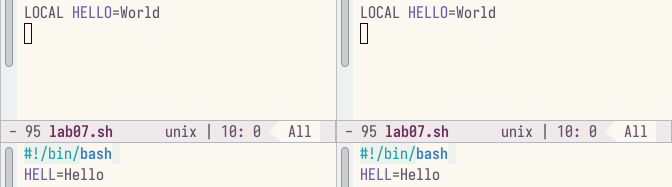 LOCAL HELLO=World
LOCAL HELLO=World
- 95 lab07.sh unix | 10: 0 All
- 95 lab07.sh unix | 10: 0 All
#!/bin/bash
HELL=Hello
#!/bin/bash
HELL=Hello